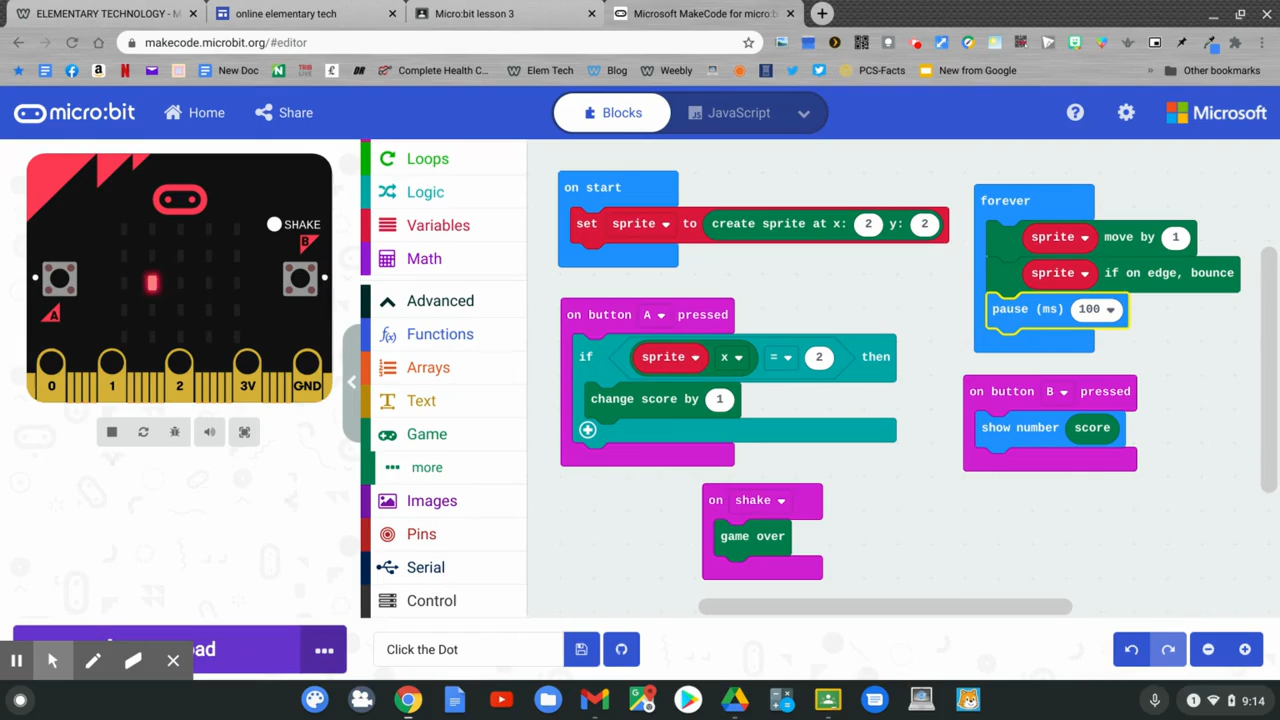 ELEMENTARY TECHNOLOGY - M
online elementary tech
Micro:bit lesson 3
Microsoft MakeCode for micro:b
makecode.microbit.org/#editor
New Doc
Complete Health C...
Elem Tech
Blog
Weebly
PCS-Facts
New from Google
Other bookmarks
micro:bit
Home
Share
Blocks
JavaScript
Microsoft
SHAKE
B
A
0
1
2
3V
GND
Loops
Logic
Variables
Math
Advanced
Functions
Arrays
Text
Game
more
Images
Pins
Serial
Control
on start
set sprite to create sprite at x: 2 y: 2
forever
sprite move by 1
sprite if on edge, bounce
pause (ms) 100
on button A pressed
if sprite x = 2 then
change score by 1
on button B pressed
show number score
on shake
game over
Click the Dot
1
9:14